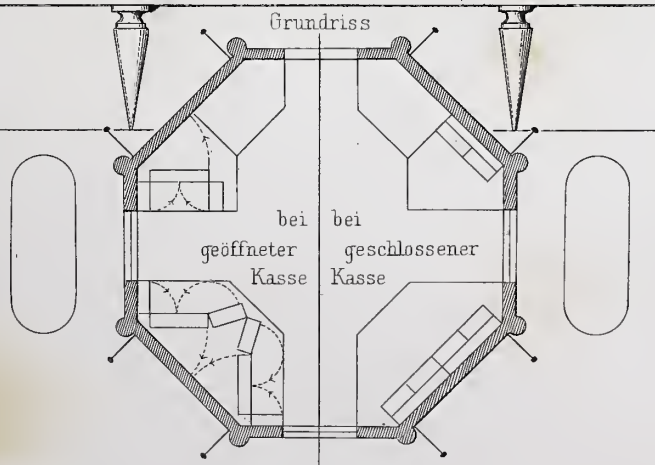 Grundriss
bei bei
geöffneter geschlossener
Kasse Kasse